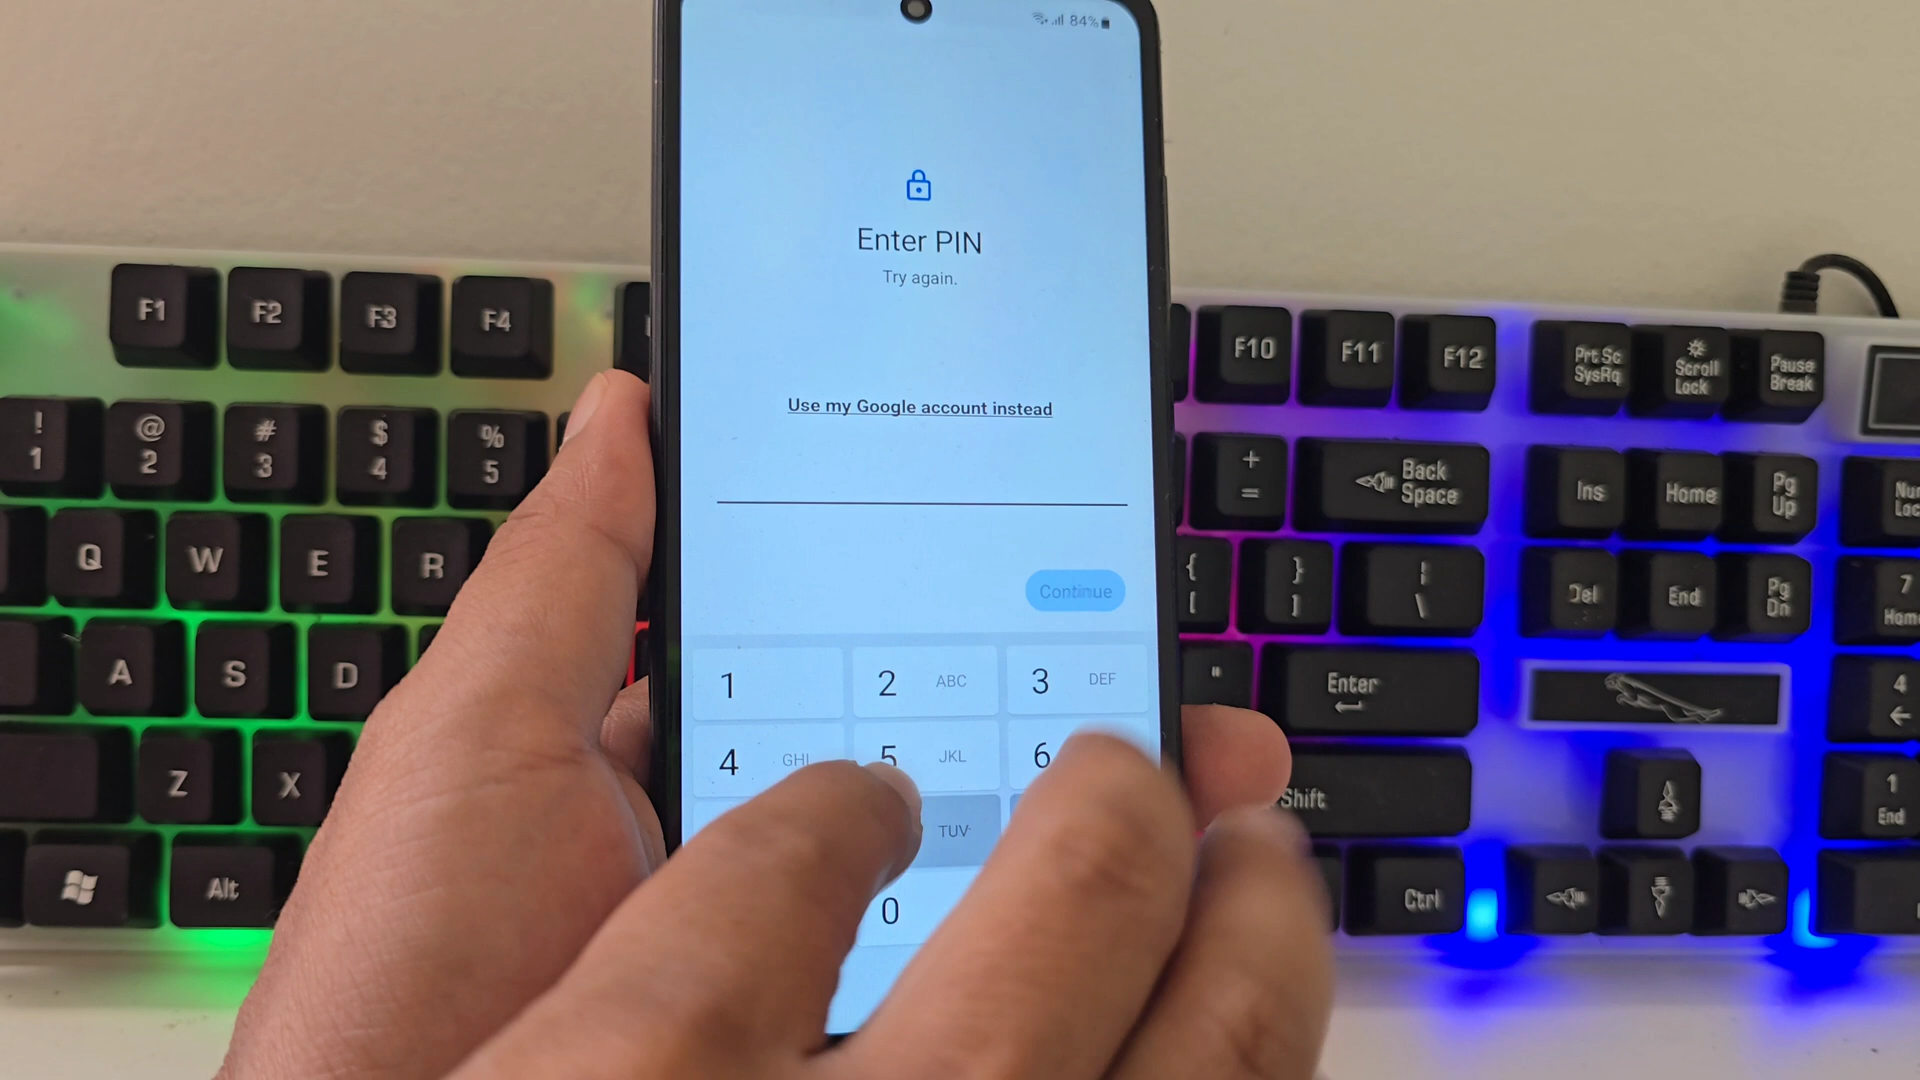 84%
Enter PIN
Try again.
Use my Google account instead
Continue
1
2 ABC
3 DEF
4 GHI
5 JKL
6
TUV
0
F1
F2
F3
F4
F10
F11
F12
Prt Sc
SysRq
Scroll
Lock
Pause
Break
!
1
@
2
#
3
$
4
%
5
+
=
Back
Space
Ins
Home
Pg
Up
Q
W
E
R
{
[
}
]
\
Del
End
Pg
Dn
7
A
S
D
"
Enter
4
Z
X
Shift
1
End
Alt
Ctrl